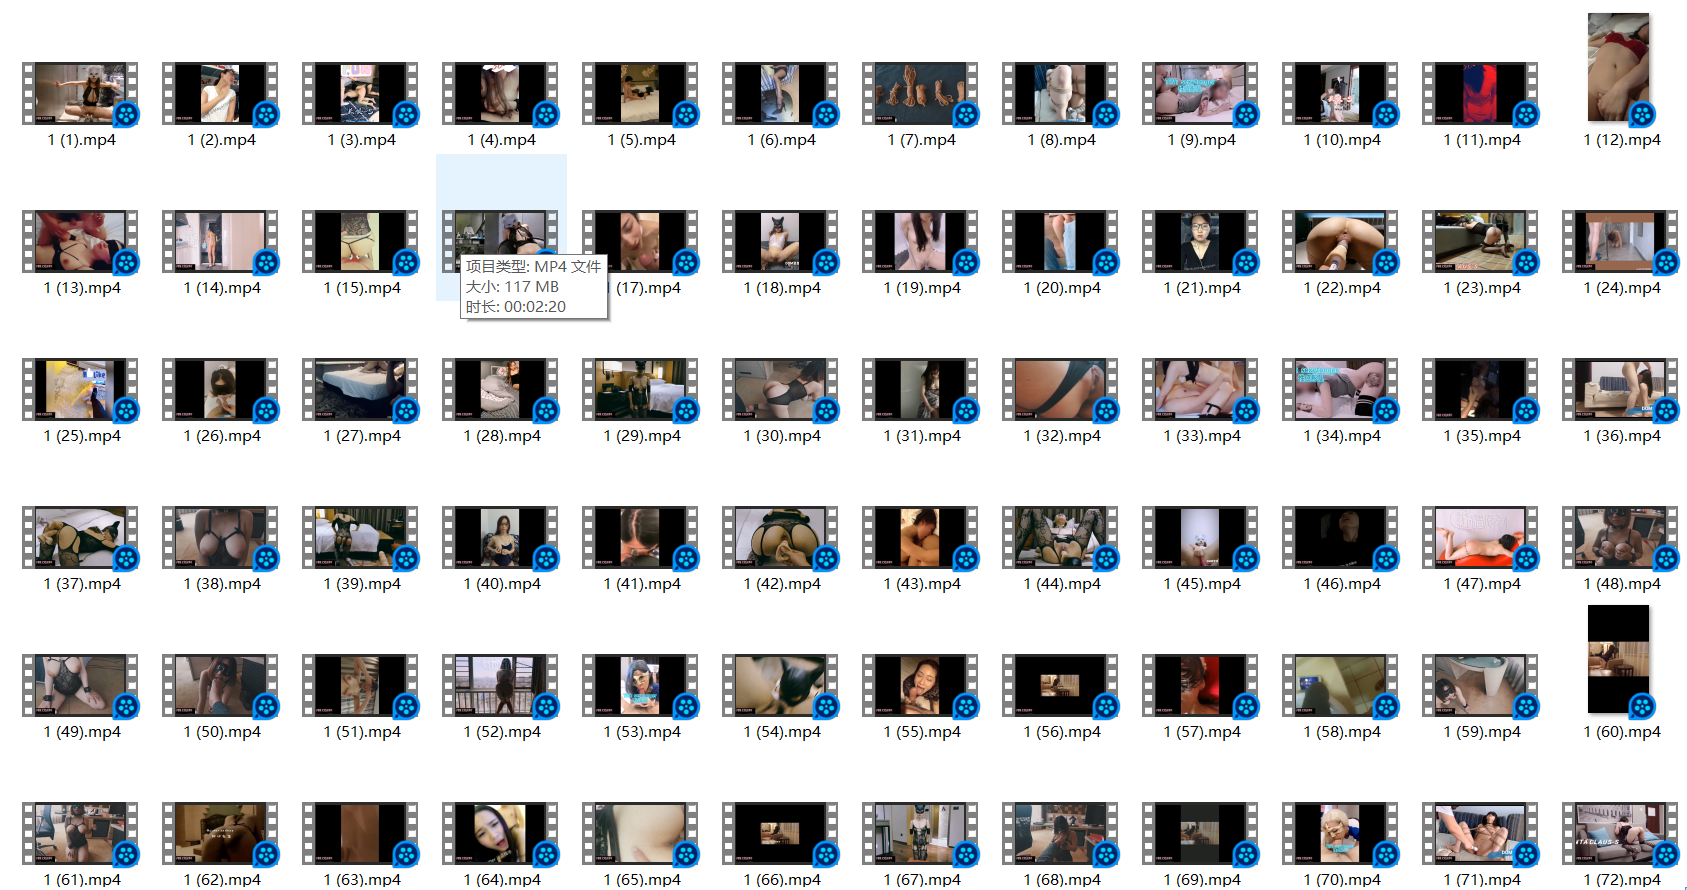 1 (1).mp4
1 (2).mp4
1 (3).mp4
1 (4).mp4
1 (5).mp4
1 (6).mp4
1 (7).mp4
1 (8).mp4
1 (9).mp4
1 (10).mp4
1 (11).mp4
1 (12).mp4
1 (13).mp4
1 (14).mp4
1 (15).mp4
项目类型: MP4 文件
大小: 117 MB
时长: 00:02:20
(17).mp4
1 (18).mp4
1 (19).mp4
1 (20).mp4
1 (21).mp4
1 (22).mp4
1 (23).mp4
1 (24).mp4
1 (25).mp4
1 (26).mp4
1 (27).mp4
1 (28).mp4
1 (29).mp4
1 (30).mp4
1 (31).mp4
1 (32).mp4
1 (33).mp4
1 (34).mp4
1 (35).mp4
1 (36).mp4
1 (37).mp4
1 (38).mp4
1 (39).mp4
1 (40).mp4
1 (41).mp4
1 (42).mp4
1 (43).mp4
1 (44).mp4
1 (45).mp4
1 (46).mp4
1 (47).mp4
1 (48).mp4
1 (49).mp4
1 (50).mp4
1 (51).mp4
1 (52).mp4
1 (53).mp4
1 (54).mp4
1 (55).mp4
1 (56).mp4
1 (57).mp4
1 (58).mp4
1 (59).mp4
1 (60).mp4
1 (61).mp4
1 (62).mp4
1 (63).mp4
1 (64).mp4
1 (65).mp4
1 (66).mp4
1 (67).mp4
1 (68).mp4
1 (69).mp4
1 (70).mp4
1 (71).mp4
1 (72).mp4